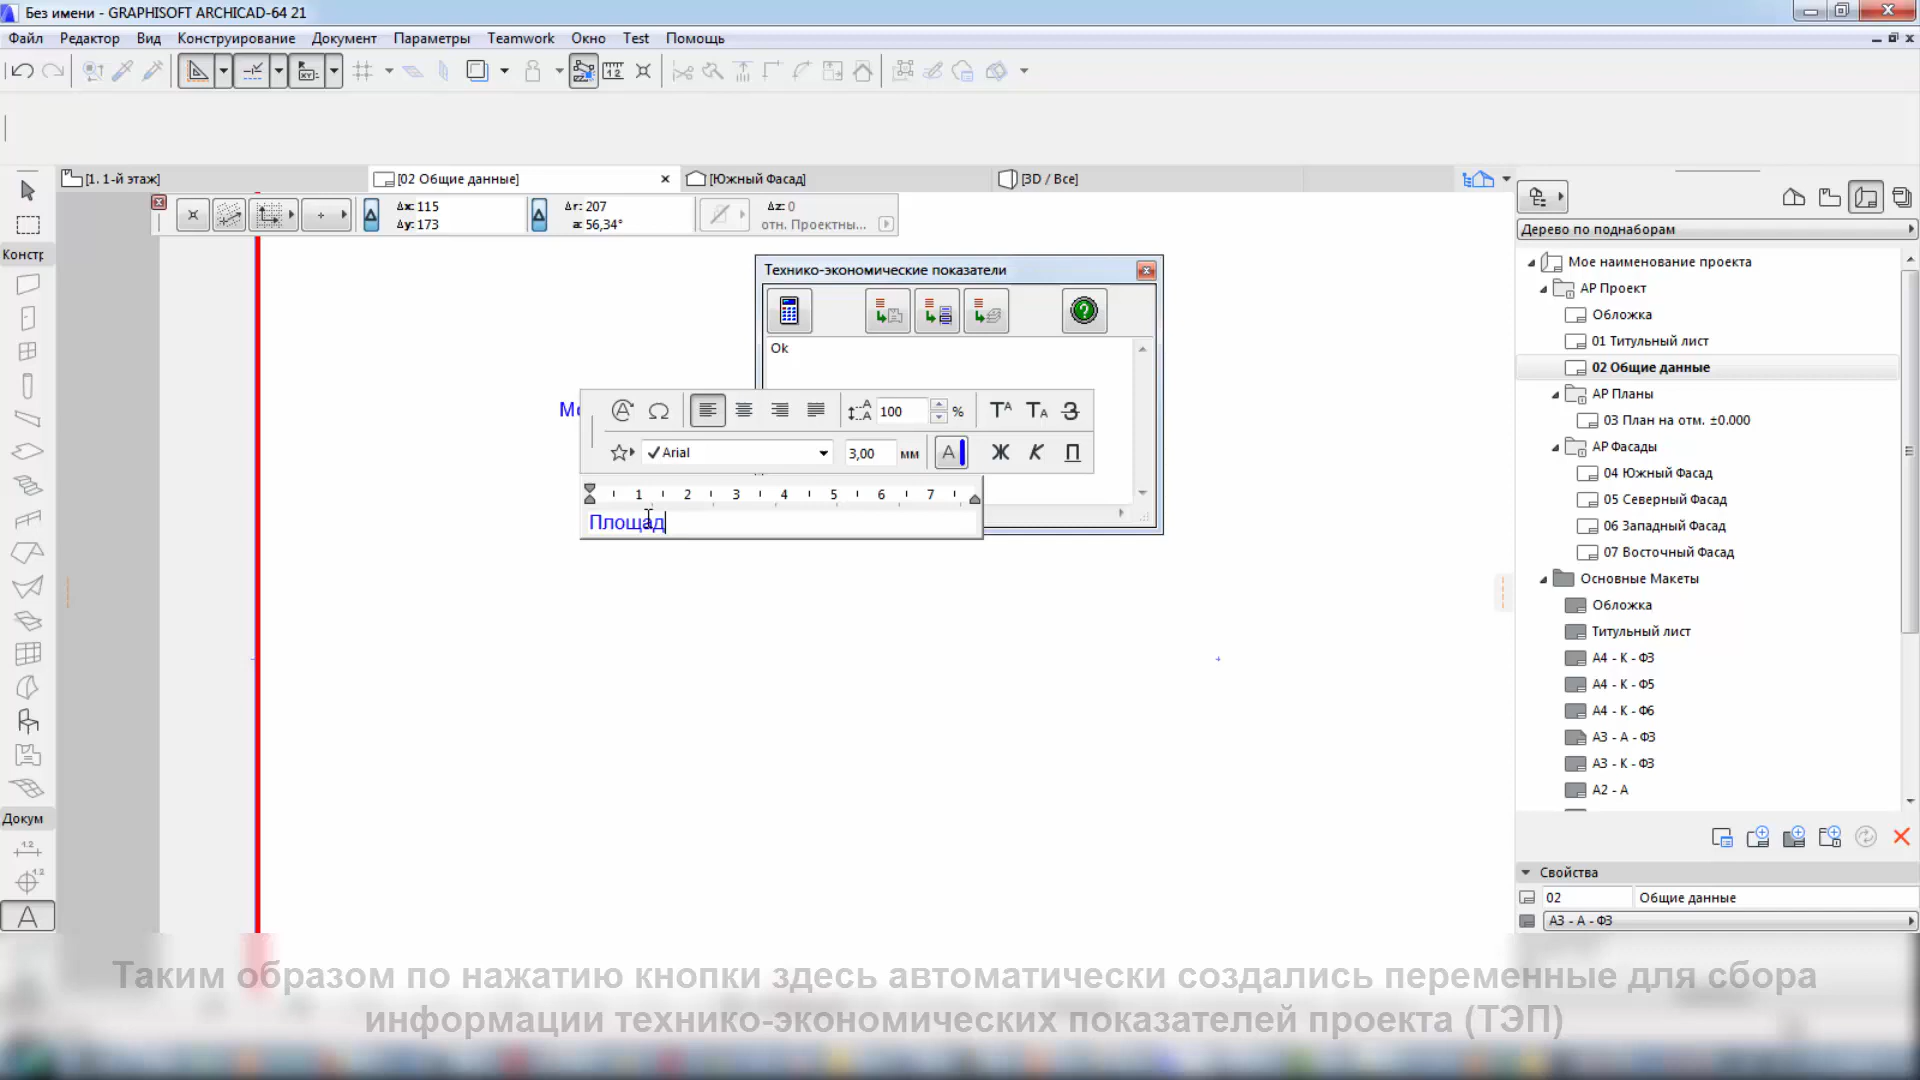 Без имени - GRAPHISOFT ARCHICAD-64 21
Файл Редактор Вид Конструирование Документ Параметры Teamwork Окно Test Помощь
[1. 1-й этаж]
[02 Общие данные]
[Южный Фасад]
[3D / Все]
Δx: 115
Δy: 173
Δr: 207
a: 56,34°
Δz: 0
отн. Проектны...
Констр
Докум
Технико-экономические показатели
Ok
100 %
Arial
3,00 мм
Ж К П
1 2 3 4 5 6 7
Площад
Дерево по поднаборам
Мое наименование проекта
АР Проект
Обложка
01 Титульный лист
02 Общие данные
АР Планы
03 План на отм. ±0.000
АР Фасады
04 Южный Фасад
05 Северный Фасад
06 Западный Фасад
07 Восточный Фасад
Основные Макеты
Обложка
Титульный лист
А4 - К - Ф3
А4 - К - Ф5
А4 - К - Ф6
А3 - А - Ф3
А3 - К - Ф3
А2 - А
Свойства
02 Общие данные
А3 - А - Ф3
Таким образом по нажатию кнопки здесь автоматически создались переменные для сбора
информации технико-экономических показателей проекта (ТЭП)